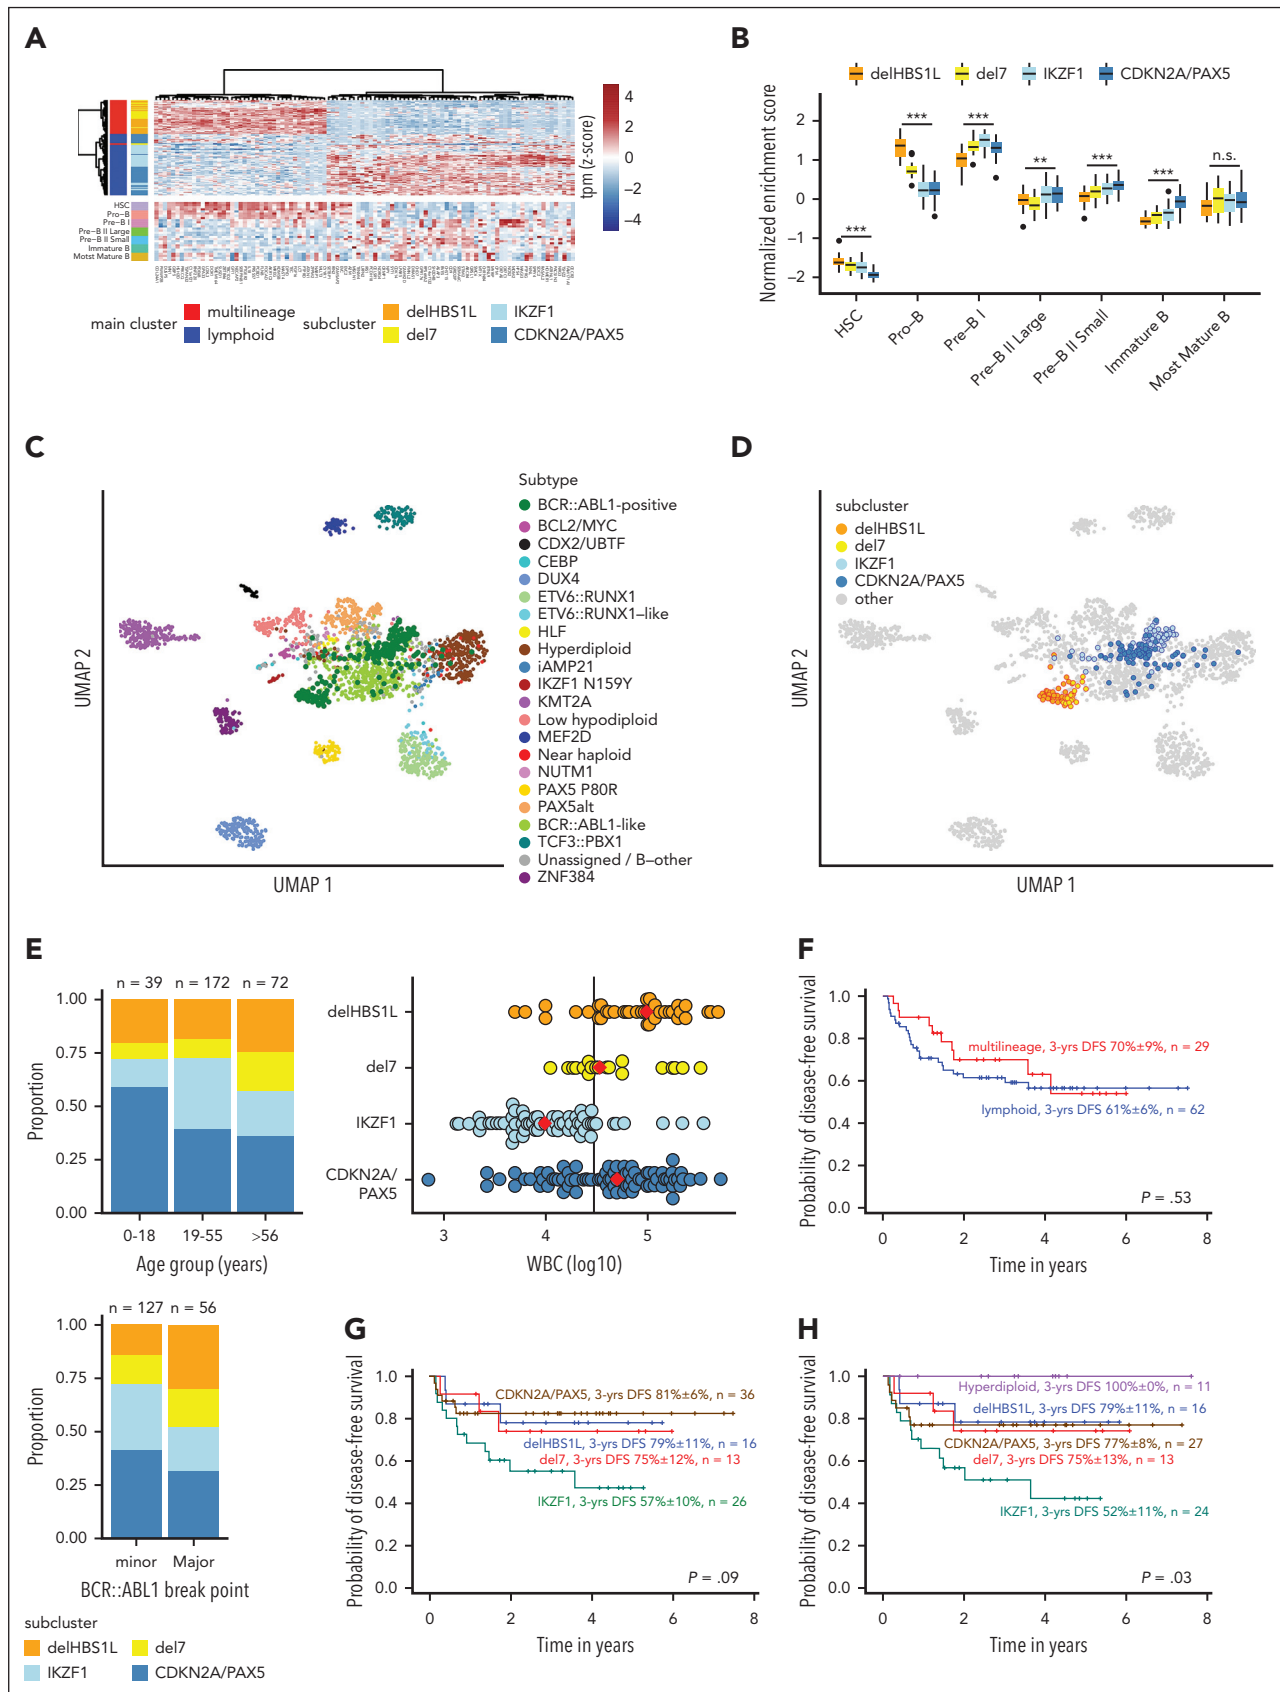 A
HSC
Pro-B
Pre-B I
Pre-B II Large
Pre-B II Small
Immature B
Motst Mature B
4
2
0
−2
−4
tpm (z-score)
main cluster
multilineage
lymphoid
subcluster
delHBS1L
del7
IKZF1
CDKN2A/PAX5
B
delHBS1L
del7
IKZF1
CDKN2A/PAX5
Normalized enrichment score
2
1
0
−1
−2
***
***
***
**
***
***
n.s.
HSC
Pro–B
Pre–B I
Pre–B II Large
Pre–B II Small
Immature B
Most Mature B
C
UMAP 2
UMAP 1
Subtype
BCR::ABL1-positive
BCL2/MYC
CDX2/UBTF
CEBP
DUX4
ETV6::RUNX1
ETV6::RUNX1–like
HLF
Hyperdiploid
iAMP21
IKZF1 N159Y
KMT2A
Low hypodiploid
MEF2D
Near haploid
NUTM1
PAX5 P80R
PAX5alt
BCR::ABL1-like
TCF3::PBX1
Unassigned / B–other
ZNF384
D
subcluster
delHBS1L
del7
IKZF1
CDKN2A/PAX5
other
UMAP 2
UMAP 1
E
n = 39 n = 172 n = 72
1.00
0.75
0.50
0.25
0.00
Proportion
0-18 19-55 >56
Age group (years)
delHBS1L
del7
IKZF1
CDKN2A/
PAX5
3 4 5
WBC (log10)
n = 127 n = 56
1.00
0.75
0.50
0.25
0.00
Proportion
minor Major
BCR::ABL1 break point
subcluster
delHBS1L
del7
IKZF1
CDKN2A/PAX5
F
Probability of disease-free survival
1.0
0.8
0.6
0.4
0.2
0.0
multilineage, 3-yrs DFS 70%±9%, n = 29
lymphoid, 3-yrs DFS 61%±6%, n = 62
P = .53
0 2 4 6 8
Time in years
G
Probability of disease-free survival
1.0
0.8
0.6
0.4
0.2
0.0
CDKN2A/PAX5, 3-yrs DFS 81%±6%, n = 36
delHBS1L, 3-yrs DFS 79%±11%, n = 16
del7, 3-yrs DFS 75%±12%, n = 13
IKZF1, 3-yrs DFS 57%±10%, n = 26
P = .09
0 2 4 6 8
Time in years
H
Probability of disease-free survival
1.0
0.8
0.6
0.4
0.2
0.0
Hyperdiploid, 3-yrs DFS 100%±0%, n = 11
delHBS1L, 3-yrs DFS 79%±11%, n = 16
CDKN2A/PAX5, 3-yrs DFS 77%±8%, n = 27
del7, 3-yrs DFS 75%±13%, n = 13
IKZF1, 3-yrs DFS 52%±11%, n = 24
P = .03
0 2 4 6 8
Time in years